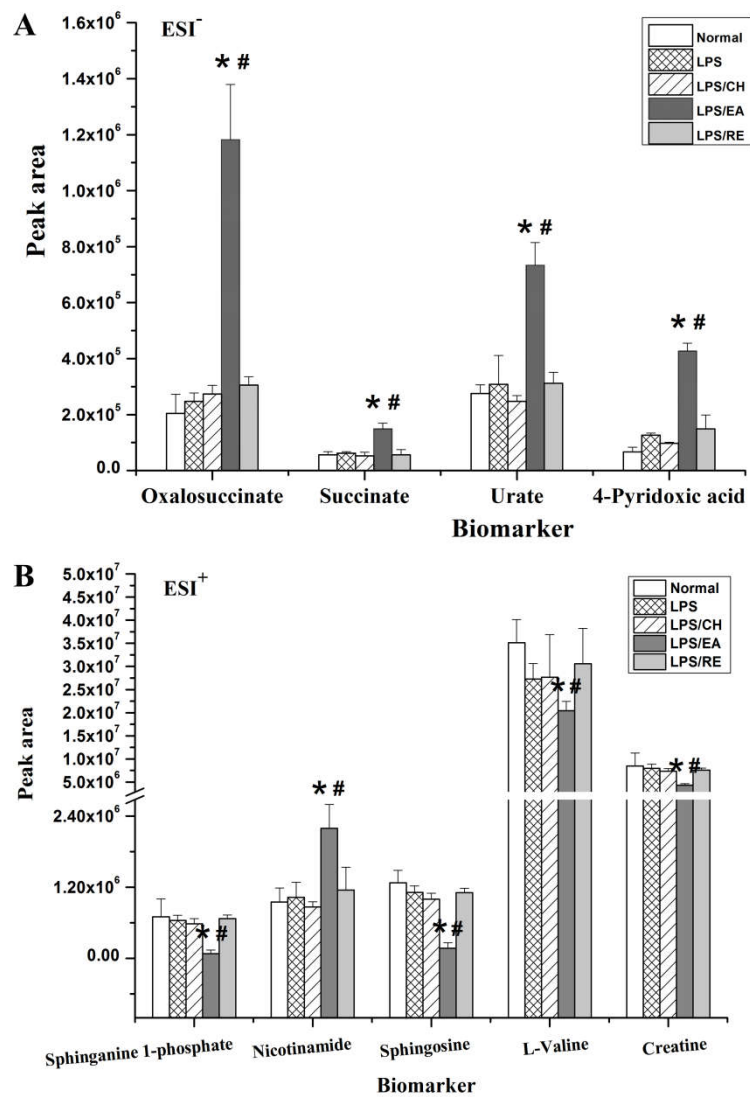 A
ESI⁻
Normal
LPS
LPS/CH
LPS/EA
LPS/RE
Peak area
1.6x10⁶
1.4x10⁶
1.2x10⁶
1.0x10⁶
8.0x10⁵
6.0x10⁵
4.0x10⁵
2.0x10⁵
0.0
* #
* #
* #
* #
Oxalosuccinate Succinate Urate 4-Pyridoxic acid
Biomarker
B
ESI⁺
Normal
LPS
LPS/CH
LPS/EA
LPS/RE
Peak area
5.0x10⁷
4.5x10⁷
4.0x10⁷
3.5x10⁷
3.0x10⁷
2.5x10⁷
2.0x10⁷
1.5x10⁷
1.0x10⁷
5.0x10⁶
2.40x10⁶
1.20x10⁶
0.00
* #
* #
* #
* #
* #
Sphinganine 1-phosphate Nicotinamide Sphingosine L-Valine Creatine
Biomarker